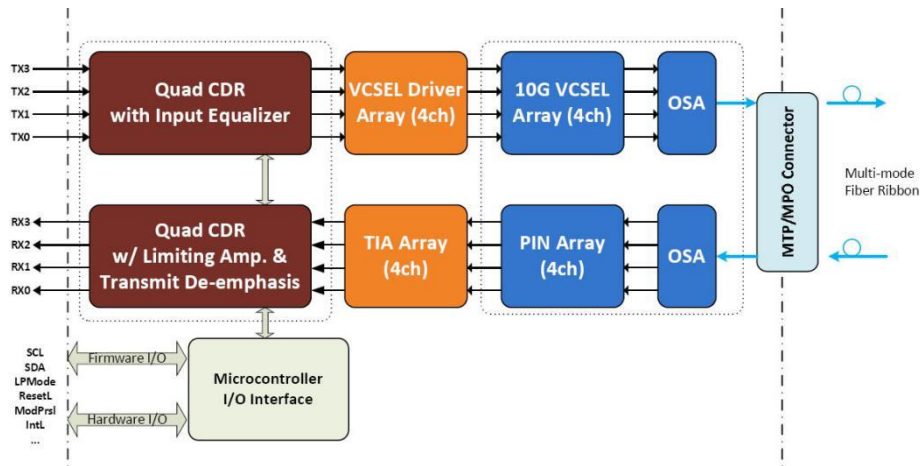 TX3
TX2
TX1
TX0
Quad CDR
with Input Equalizer
VCSEL Driver
Array (4ch)
10G VCSEL
Array (4ch)
OSA
MTP/MPO Connector
Multi-mode
Fiber Ribbon
RX3
RX2
RX1
RX0
Quad CDR
w/ Limiting Amp. &
Transmit De-emphasis
TIA Array
(4ch)
PIN Array
(4ch)
OSA
SCL
SDA
LPMode
ResetL
ModPrsl
IntL
...
Firmware I/O
Hardware I/O
Microcontroller
I/O Interface